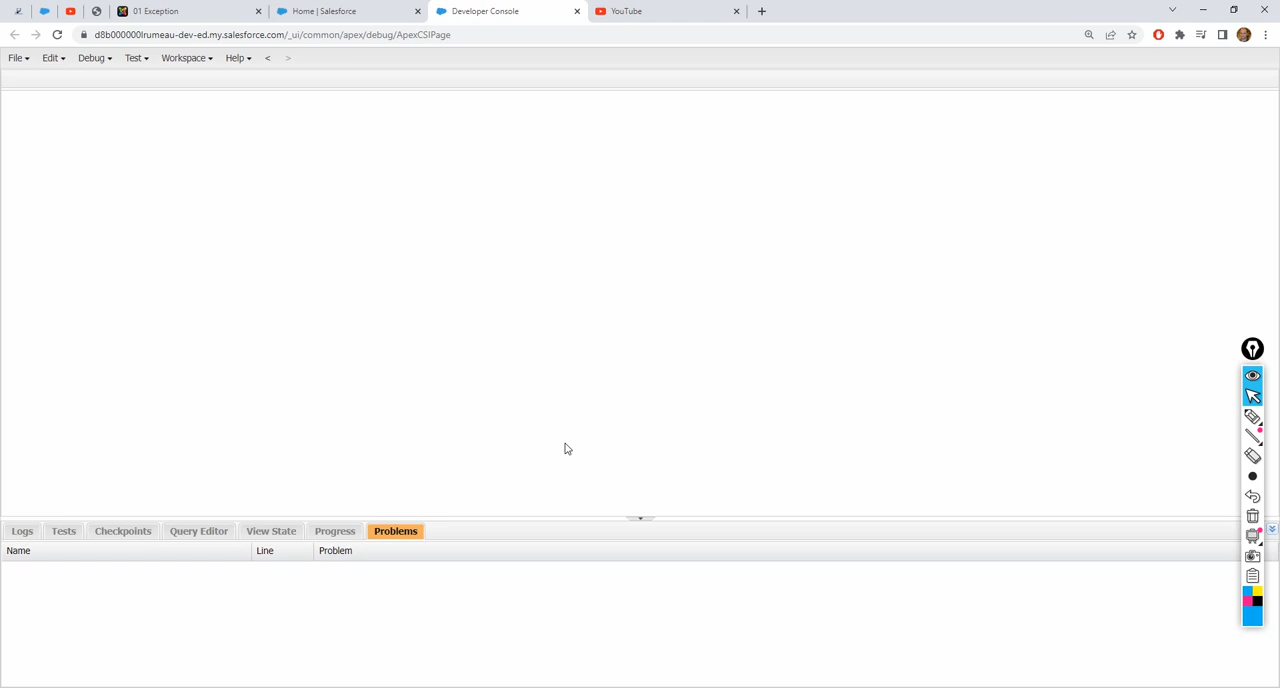 01 Exception
Home | Salesforce
Developer Console
YouTube
d8b000000lrumeau-dev-ed.my.salesforce.com/_ui/common/apex/debug/ApexCSIPage
File Edit Debug Test Workspace Help < >
Logs Tests Checkpoints Query Editor View State Progress Problems
Name Line Problem